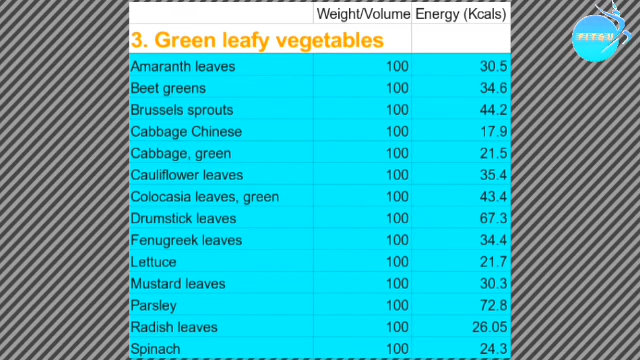 Weight/Volume Energy (Kcals)
3. Green leafy vegetables
Amaranth leaves 100 30.5
Beet greens 100 34.6
Brussels sprouts 100 44.2
Cabbage Chinese 100 17.9
Cabbage, green 100 21.5
Cauliflower leaves 100 35.4
Colocasia leaves, green 100 43.4
Drumstick leaves 100 67.3
Fenugreek leaves 100 34.4
Lettuce 100 21.7
Mustard leaves 100 30.3
Parsley 100 72.8
Radish leaves 100 26.05
Spinach 100 24.3